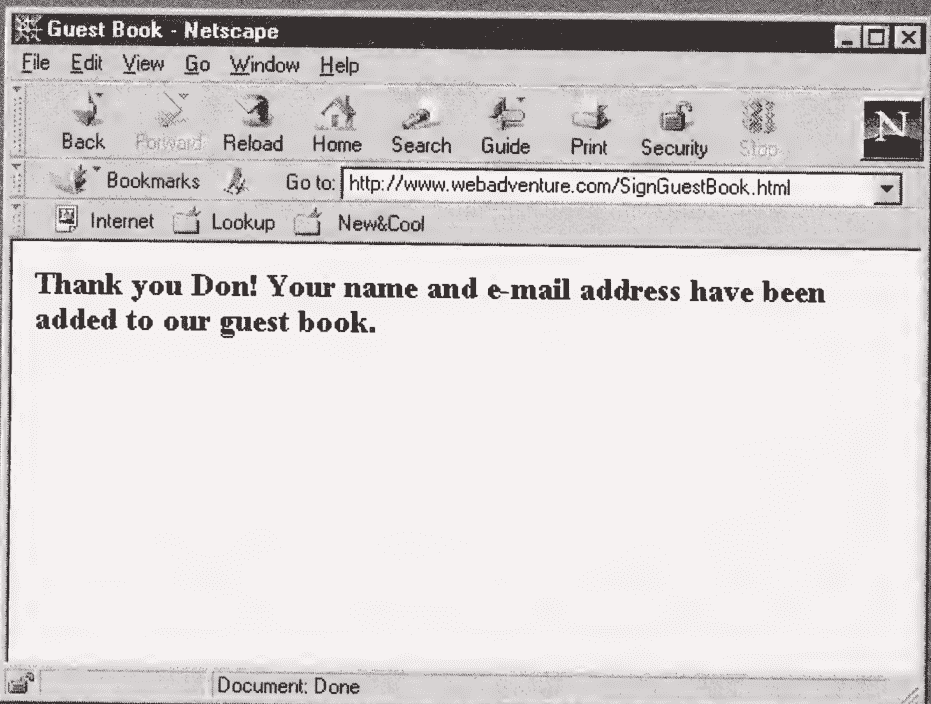 Guest Book - Netscape
File Edit View Go Window Help
Back Forward Reload Home Search Guide Print Security Stop
N
Bookmarks Go to: http://www.webadventure.com/SignGuestBook.html
Internet Lookup New&Cool
Thank you Don! Your name and e-mail address have been
added to our guest book.
Document: Done